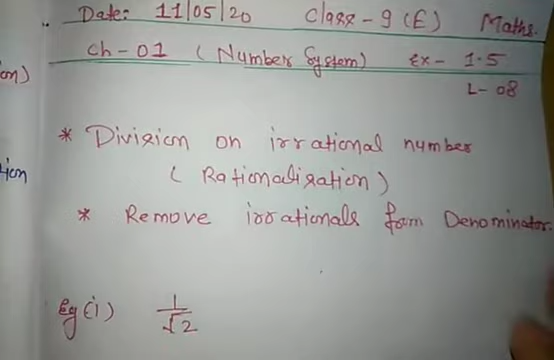 Date: 11/05/20 Class - 9 (E) Maths.
Ch - 01 ( Number System) Ex - 1.5
L - 08
* Division on irrational number
( Rationalisation )
* Remove irrationals from Denominator.
Eg (i) 1/√2